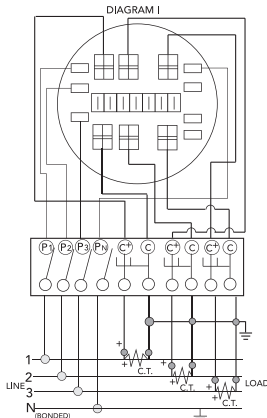 DIAGRAM I
P1 P2 P3 PN C+ C C+ C C+ C
+ + +
+ + +
C.T.
C.T.
C.T.
1
2
LINE LOAD
3
N
(BONDED)